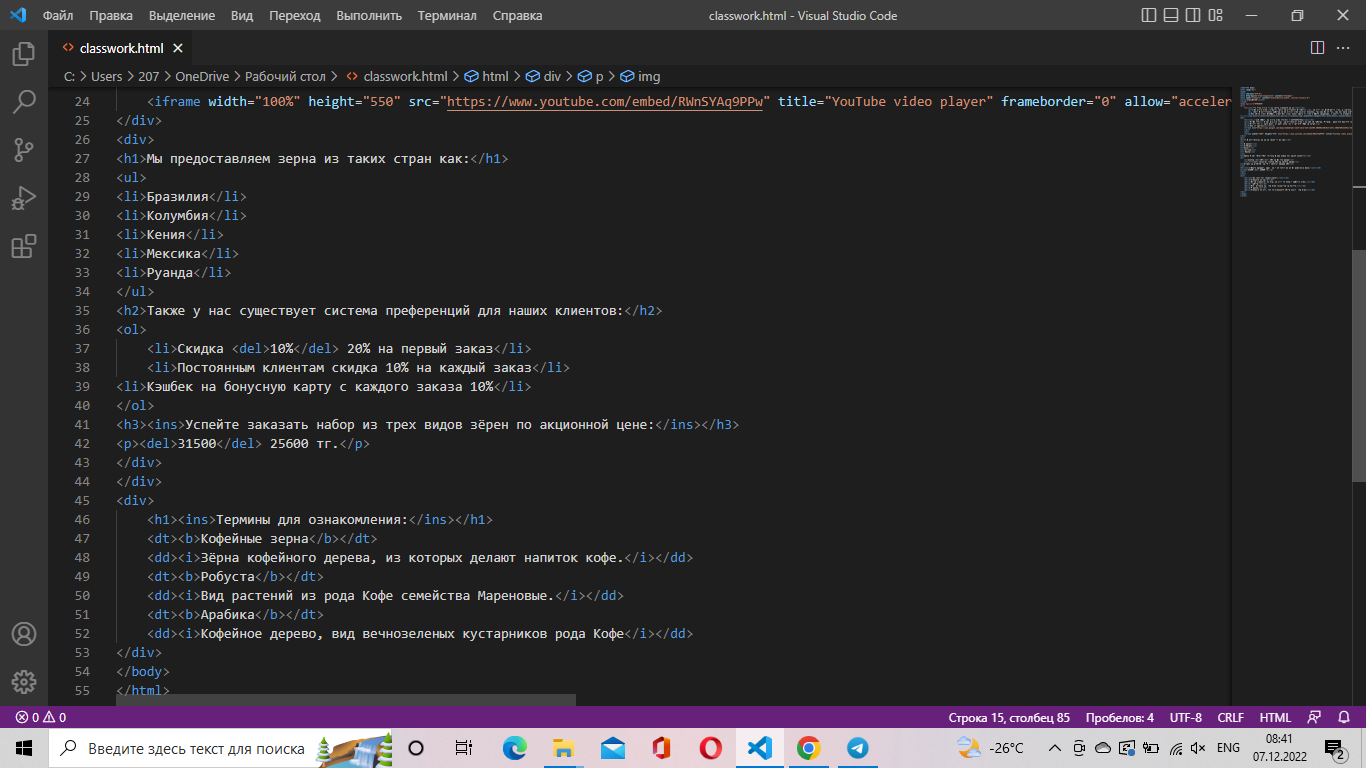 Файл Правка Выделение Вид Переход Выполнить Терминал Справка classwork.html - Visual Studio Code
classwork.html
C: > Users > 207 > OneDrive > Рабочий стол > classwork.html > html > div > p > img
24 <iframe width="100%" height="550" src="https://www.youtube.com/embed/RWnSYAq9PPw" title="YouTube video player" frameborder="0" allow="acceler
25 </div>
26 <div>
27 <h1>Мы предоставляем зерна из таких стран как:</h1>
28 <ul>
29 <li>Бразилия</li>
30 <li>Колумбия</li>
31 <li>Кения</li>
32 <li>Мексика</li>
33 <li>Руанда</li>
34 </ul>
35 <h2>Также у нас существует система преференций для наших клиентов:</h2>
36 <ol>
37 <li>Скидка <del>10%</del> 20% на первый заказ</li>
38 <li>Постоянным клиентам скидка 10% на каждый заказ</li>
39 <li>Кэшбек на бонусную карту с каждого заказа 10%</li>
40 </ol>
41 <h3><ins>Успейте заказать набор из трех видов зёрен по акционной цене:</ins></h3>
42 <p><del>31500</del> 25600 тг.</p>
43 </div>
44 </div>
45 <div>
46 <h1><ins>Термины для ознакомления:</ins></h1>
47 <dt><b>Кофейные зерна</b></dt>
48 <dd><i>Зёрна кофейного дерева, из которых делают напиток кофе.</i></dd>
49 <dt><b>Робуста</b></dt>
50 <dd><i>Вид растений из рода Кофе семейства Мареновые.</i></dd>
51 <dt><b>Арабика</b></dt>
52 <dd><i>Кофейное дерево, вид вечнозеленых кустарников рода Кофе</i></dd>
53 </div>
54 </body>
55 </html>
0 0 Строка 15, столбец 85 Пробелов: 4 UTF-8 CRLF HTML
Введите здесь текст для поиска -26°C ENG 08:41
07.12.2022 2